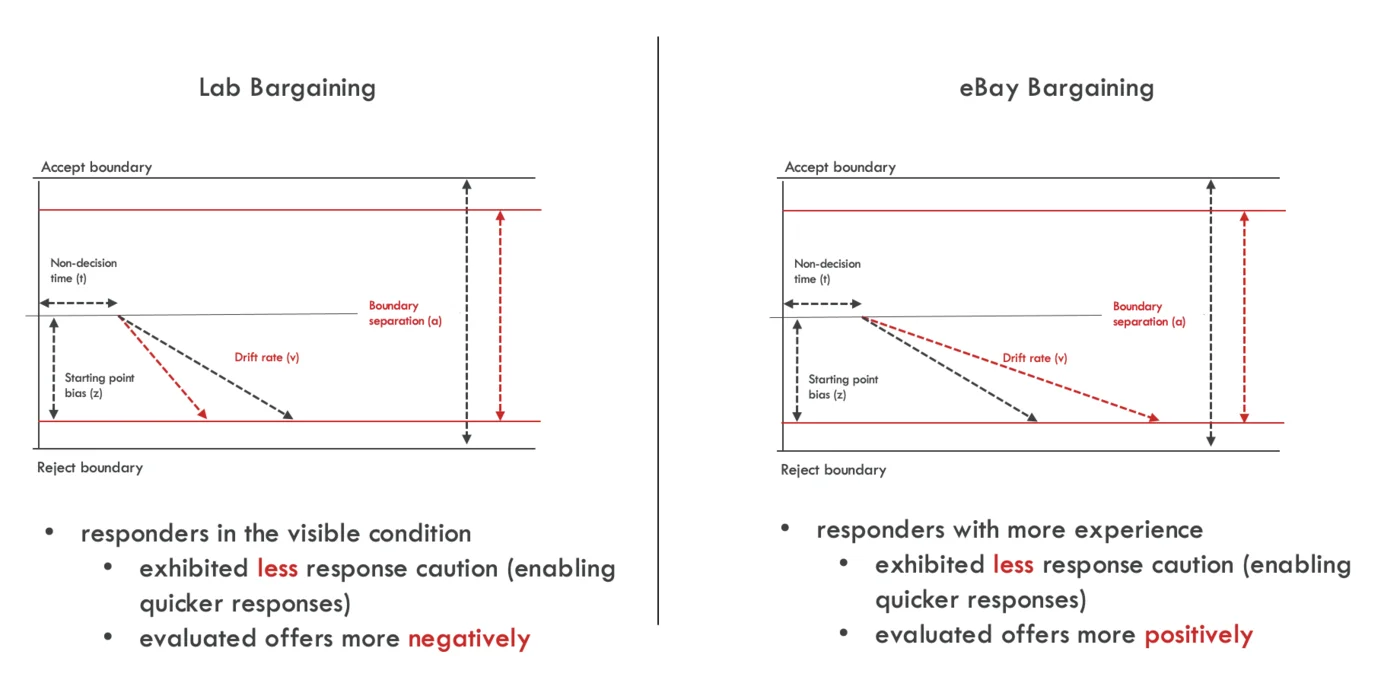 Lab Bargaining
Accept boundary
Non-decision
time (t)
Boundary
separation (a)
Drift rate (v)
Starting point
bias (z)
Reject boundary
• responders in the visible condition
• exhibited less response caution (enabling
quicker responses)
• evaluated offers more negatively
eBay Bargaining
Accept boundary
Non-decision
time (t)
Boundary
separation (a)
Drift rate (v)
Starting point
bias (z)
Reject boundary
• responders with more experience
• exhibited less response caution (enabling
quicker responses)
• evaluated offers more positively